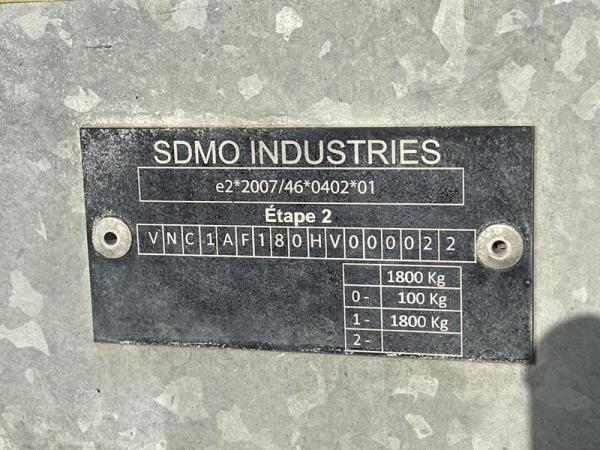 SDMO INDUSTRIES
e2*2007/46*0402*01
Étape 2
VNC1AF180HV000022
1800 Kg
0- 100 Kg
1- 1800 Kg
2-